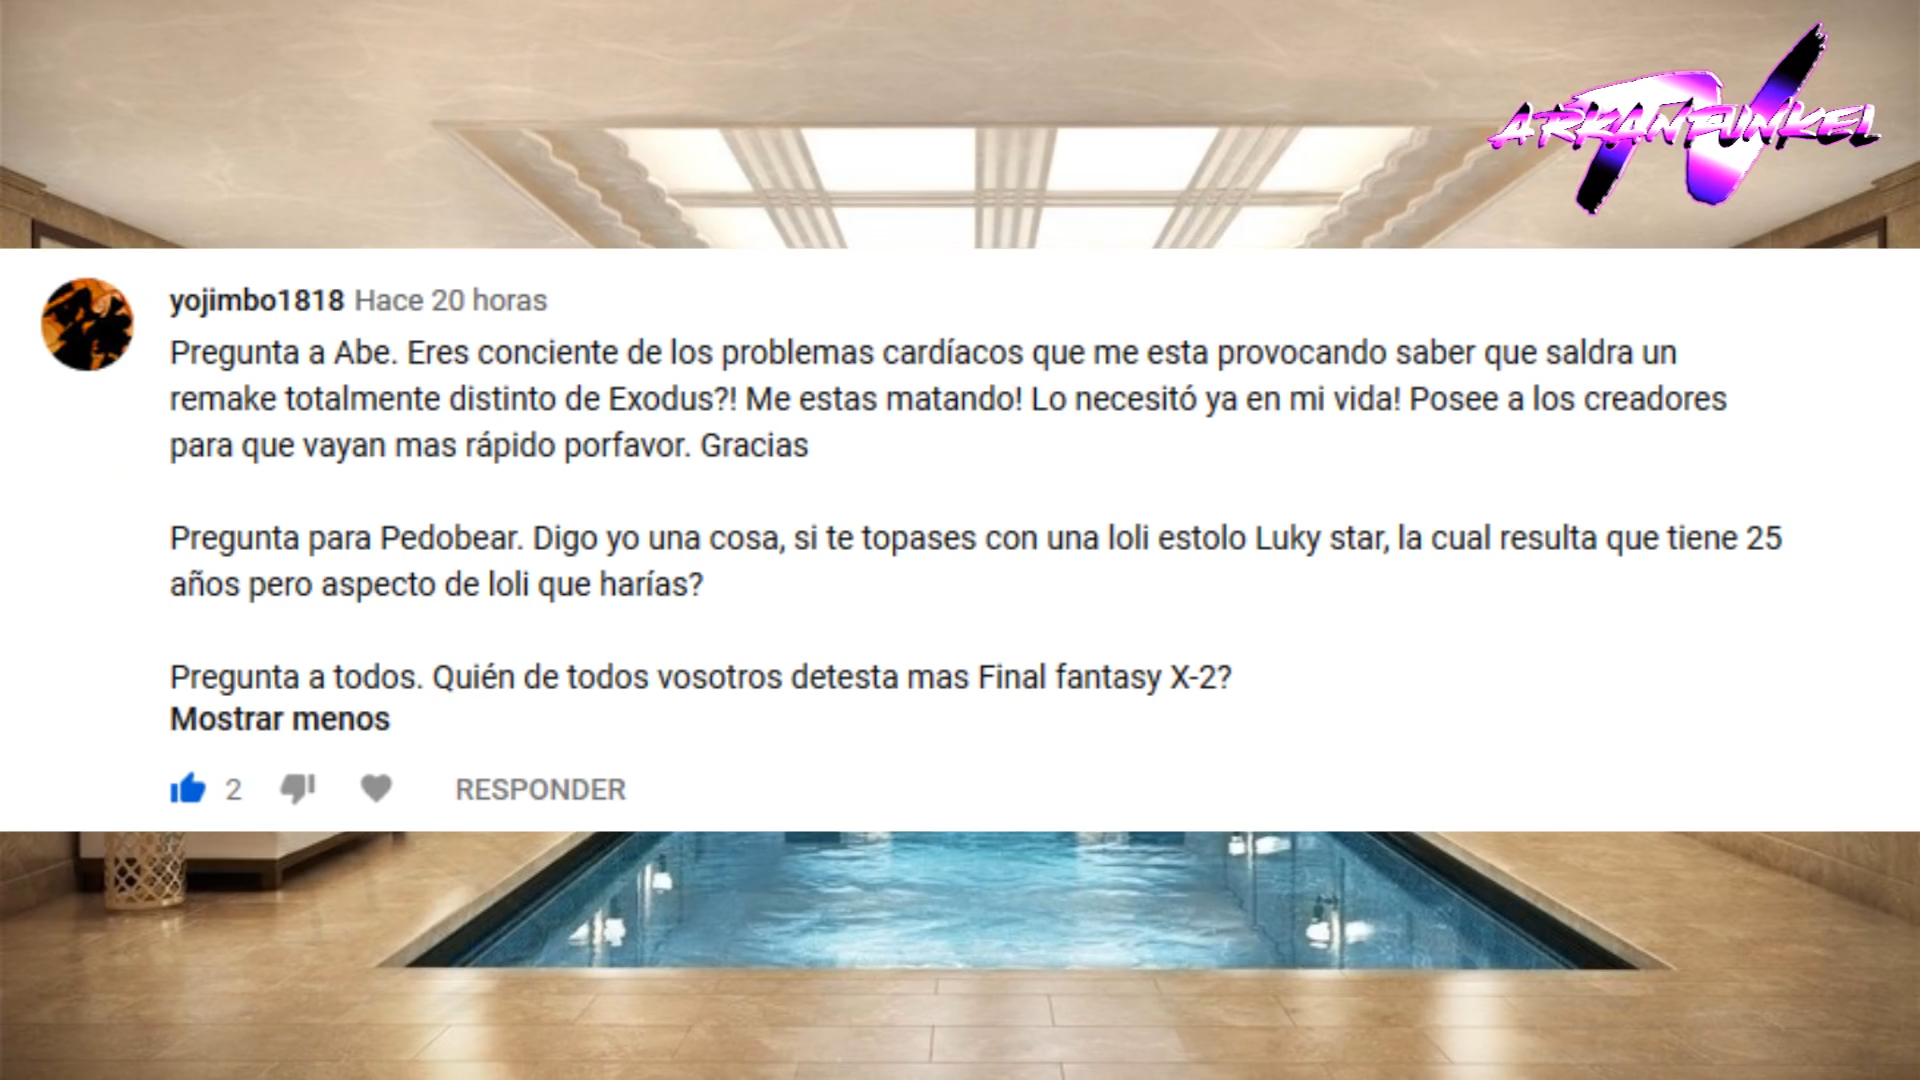 ARKANFUNKEL
TV
yojimbo1818 Hace 20 horas
Pregunta a Abe. Eres conciente de los problemas cardíacos que me esta provocando saber que saldra un
remake totalmente distinto de Exodus?! Me estas matando! Lo necesitó ya en mi vida! Posee a los creadores
para que vayan mas rápido porfavor. Gracias
Pregunta para Pedobear. Digo yo una cosa, si te topases con una loli estolo Luky star, la cual resulta que tiene 25
años pero aspecto de loli que harías?
Pregunta a todos. Quién de todos vosotros detesta mas Final fantasy X-2?
Mostrar menos
2 RESPONDER